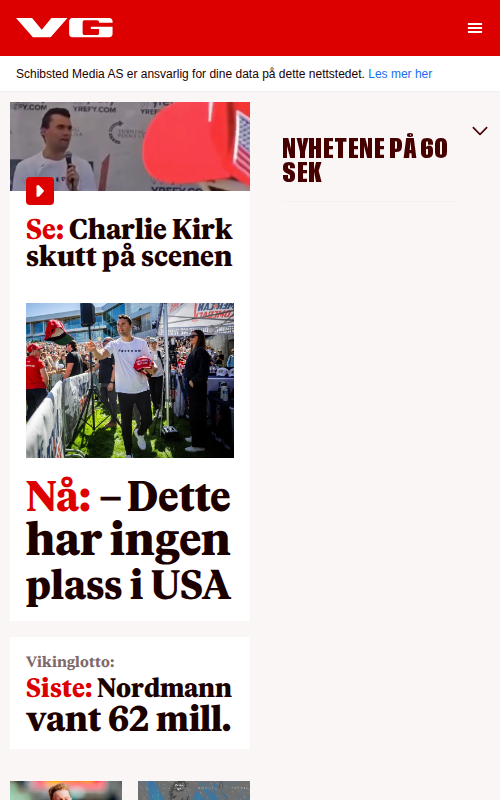 VG
Schibsted Media AS er ansvarlig for dine data på dette nettstedet. Les mer her
YREFY.COM
Se: Charlie Kirk
skutt på scenen
Nå: – Dette
har ingen
plass i USA
Vikinglotto:
Siste: Nordmann
vant 62 mill.
NYHETENE PÅ 60
SEK